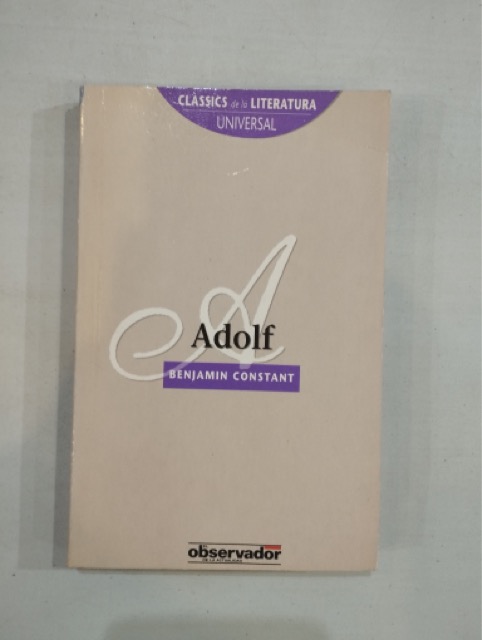 CLÀSSICS de la LITERATURA
UNIVERSAL
A
Adolf
BENJAMIN CONSTANT
observador